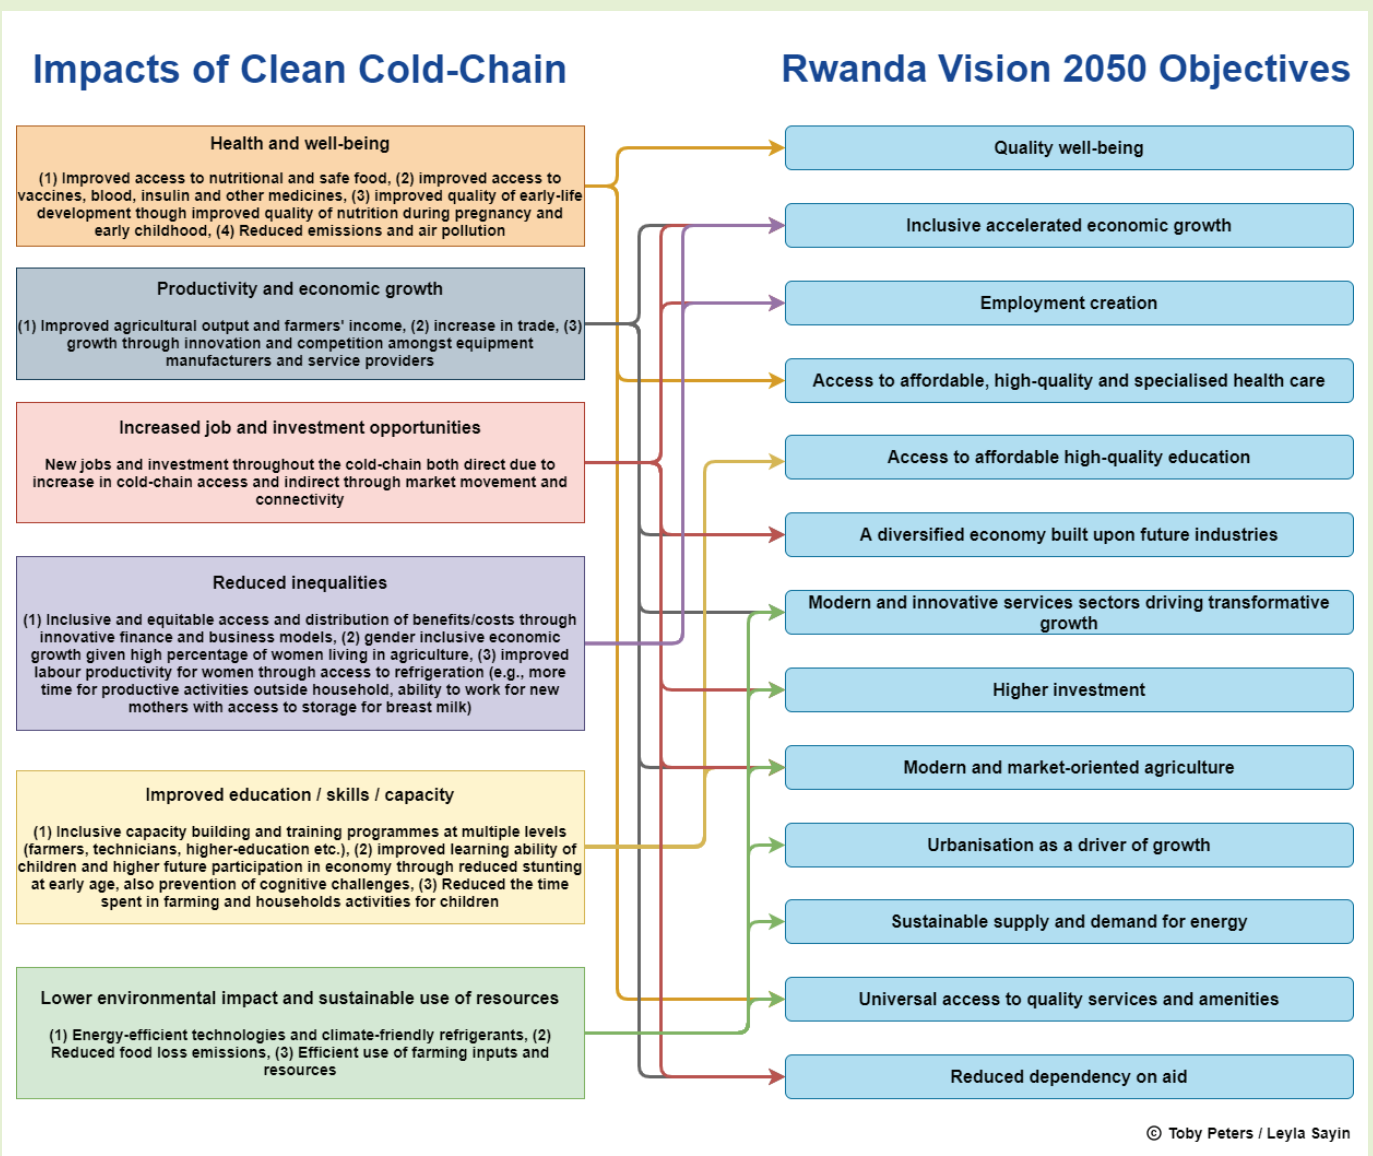 Impacts of Clean Cold-Chain
Health and well-being
(1) Improved access to nutritional and safe food, (2) improved access to
vaccines, blood, insulin and other medicines, (3) improved quality of early-life
development though improved quality of nutrition during pregnancy and
early childhood, (4) Reduced emissions and air pollution
Productivity and economic growth
(1) Improved agricultural output and farmers' income, (2) increase in trade, (3)
growth through innovation and competition amongst equipment
manufacturers and service providers
Increased job and investment opportunities
New jobs and investment throughout the cold-chain both direct due to
increase in cold-chain access and indirect through market movement and
connectivity
Reduced inequalities
(1) Inclusive and equitable access and distribution of benefits/costs through
innovative finance and business models, (2) gender inclusive economic
growth given high percentage of women living in agriculture, (3) improved
labour productivity for women through access to refrigeration (e.g., more
time for productive activities outside household, ability to work for new
mothers with access to storage for breast milk)
Improved education / skills / capacity
(1) Inclusive capacity building and training programmes at multiple levels
(farmers, technicians, higher-education etc.), (2) improved learning ability of
children and higher future participation in economy through reduced stunting
at early age, also prevention of cognitive challenges, (3) Reduced the time
spent in farming and households activities for children
Lower environmental impact and sustainable use of resources
(1) Energy-efficient technologies and climate-friendly refrigerants, (2)
Reduced food loss emissions, (3) Efficient use of farming inputs and
resources
Rwanda Vision 2050 Objectives
Quality well-being
Inclusive accelerated economic growth
Employment creation
Access to affordable, high-quality and specialised health care
Access to affordable high-quality education
A diversified economy built upon future industries
Modern and innovative services sectors driving transformative
growth
Higher investment
Modern and market-oriented agriculture
Urbanisation as a driver of growth
Sustainable supply and demand for energy
Universal access to quality services and amenities
Reduced dependency on aid
© Toby Peters / Leyla Sayin